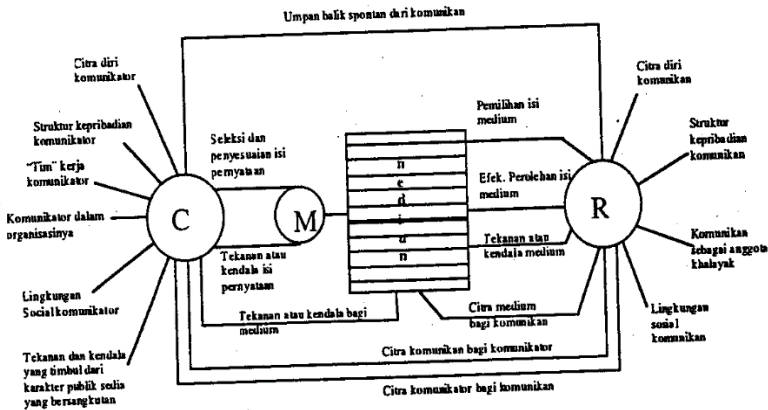 Umpan balik spontan dari komunikan
Citra diri
komunikator
Struktur kepribadian
komunikator
"Tim" kerja
komunikator
Komunikator dalam
organisasinya
Lingkungan
Social komunikator
Tekanan dan kendala
yang timbul dari
karakter publik sedia
yang bersangkutan
C
Seleksi dan
penyesuaian isi
pernyataan
M
Tekanan atau
kendala isi
pernyataan
Tekanan atau kendala bagi
medium
Pemilihan isi
medium
Efek. Perolehan isi
medium
Tekanan atau
kendala medium
Citra medium
bagi komunikan
Citra komunikan bagi komunikator
Citra komunikator bagi komunikan
R
Citra diri
komunikan
Struktur
kepribadian
komunikan
Komunikan
sebagai anggota
khalayak
Lingkungan
sosial
komunikan